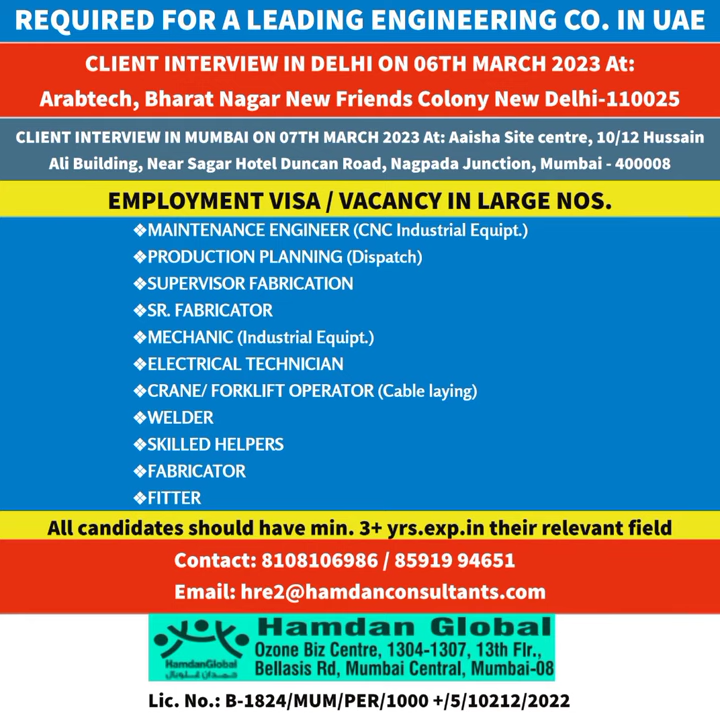 REQUIRED FOR A LEADING ENGINEERING CO. IN UAE
CLIENT INTERVIEW IN DELHI ON 06TH MARCH 2023 At:
Arabtech, Bharat Nagar New Friends Colony New Delhi-110025
CLIENT INTERVIEW IN MUMBAI ON 07TH MARCH 2023 At: Aaisha Site centre, 10/12 Hussain
Ali Building, Near Sagar Hotel Duncan Road, Nagpada Junction, Mumbai - 400008
EMPLOYMENT VISA / VACANCY IN LARGE NOS.
❖MAINTENANCE ENGINEER (CNC Industrial Equipt.)
❖PRODUCTION PLANNING (Dispatch)
❖SUPERVISOR FABRICATION
❖SR. FABRICATOR
❖MECHANIC (Industrial Equipt.)
❖ELECTRICAL TECHNICIAN
❖CRANE/ FORKLIFT OPERATOR (Cable laying)
❖WELDER
❖SKILLED HELPERS
❖FABRICATOR
❖FITTER
All candidates should have min. 3+ yrs.exp.in their relevant field
Contact: 8108106986 / 85919 94651
Email: hre2@hamdanconsultants.com
Hamdan Global
Ozone Biz Centre, 1304-1307, 13th Flr.,
Bellasis Rd, Mumbai Central, Mumbai-08
HamdanGlobal
حمدان غلوبال
Lic. No.: B-1824/MUM/PER/1000 +/5/10212/2022